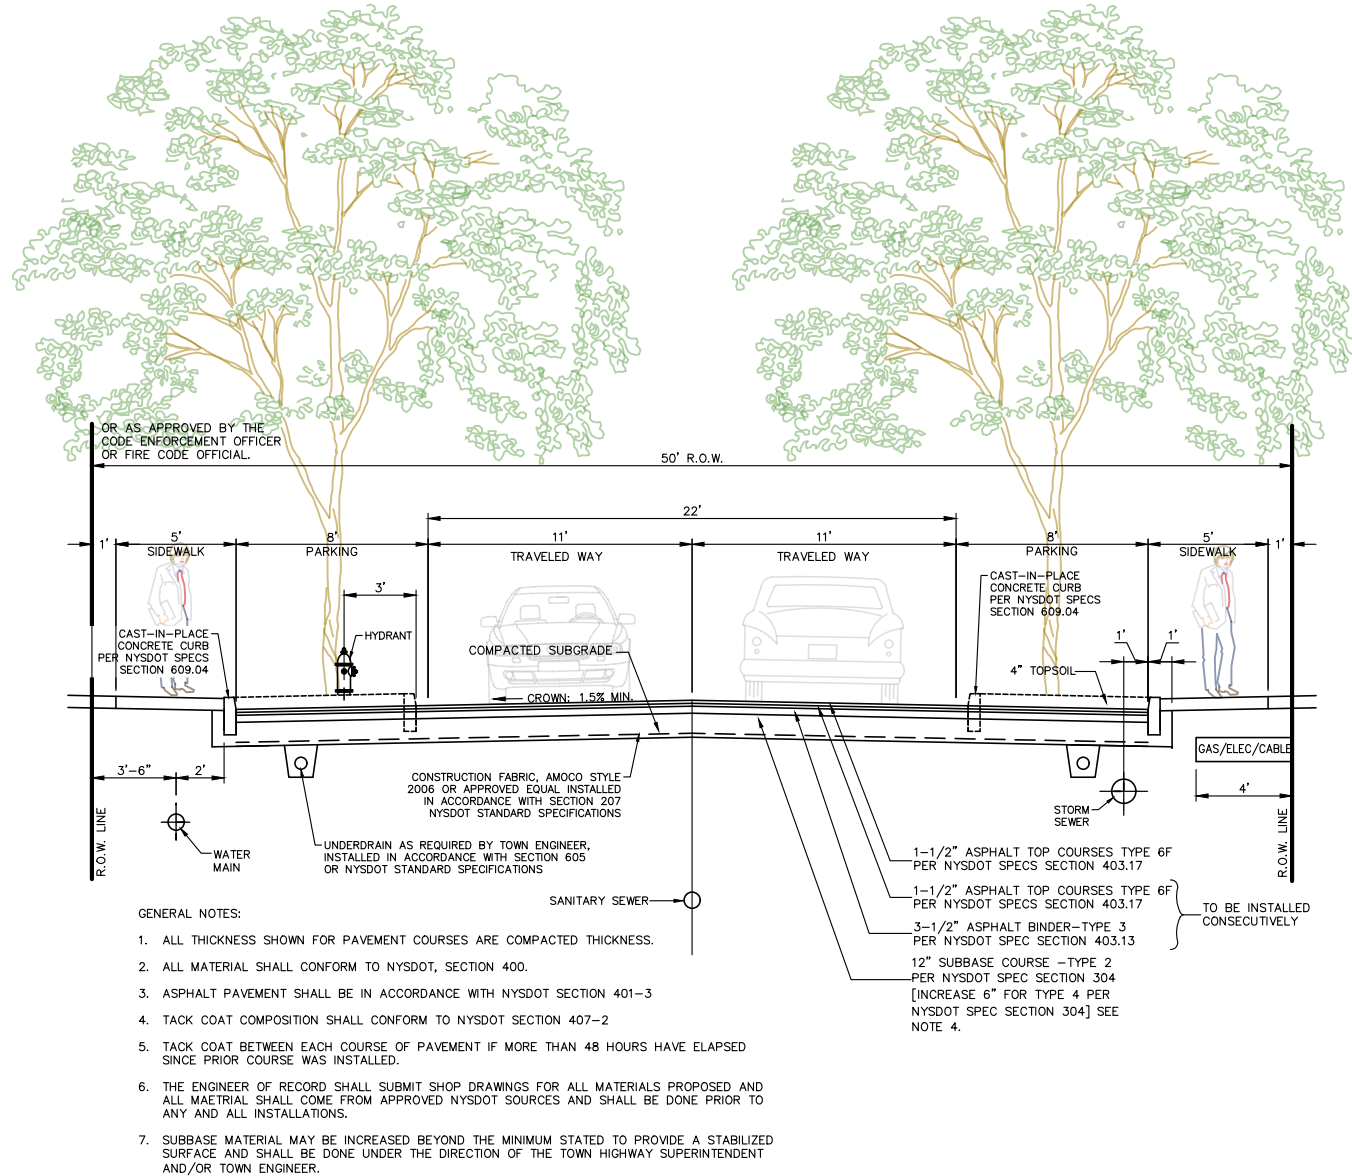 OR AS APPROVED BY THE
CODE ENFORCEMENT OFFICER
OR FIRE CODE OFFICIAL.
50' R.O.W.
22'
1'
5'
SIDEWALK
8'
PARKING
11'
TRAVELED WAY
11'
TRAVELED WAY
8'
PARKING
5'
SIDEWALK
1'
3'
HYDRANT
CAST-IN-PLACE
CONCRETE CURB
PER NYSDOT SPECS
SECTION 609.04
CAST-IN-PLACE
CONCRETE CURB
PER NYSDOT SPECS
SECTION 609.04
COMPACTED SUBGRADE
1'
1'
4" TOPSOIL
CROWN: 1.5% MIN.
GAS/ELEC/CABLE
3'-6"
2'
4'
CONSTRUCTION FABRIC, AMOCO STYLE
2006 OR APPROVED EQUAL INSTALLED
IN ACCORDANCE WITH SECTION 207
NYSDOT STANDARD SPECIFICATIONS
STORM
SEWER
R.O.W. LINE
R.O.W. LINE
WATER
MAIN
UNDERDRAIN AS REQUIRED BY TOWN ENGINEER,
INSTALLED IN ACCORDANCE WITH SECTION 605
OR NYSDOT STANDARD SPECIFICATIONS
SANITARY SEWER
1-1/2" ASPHALT TOP COURSES TYPE 6F
PER NYSDOT SPECS SECTION 403.17
1-1/2" ASPHALT TOP COURSES TYPE 6F
PER NYSDOT SPECS SECTION 403.17
3-1/2" ASPHALT BINDER-TYPE 3
PER NYSDOT SPEC SECTION 403.13
TO BE INSTALLED
CONSECUTIVELY
12" SUBBASE COURSE -TYPE 2
PER NYSDOT SPEC SECTION 304
[INCREASE 6" FOR TYPE 4 PER
NYSDOT SPEC SECTION 304] SEE
NOTE 4.
GENERAL NOTES:
1. ALL THICKNESS SHOWN FOR PAVEMENT COURSES ARE COMPACTED THICKNESS.
2. ALL MATERIAL SHALL CONFORM TO NYSDOT, SECTION 400.
3. ASPHALT PAVEMENT SHALL BE IN ACCORDANCE WITH NYSDOT SECTION 401-3
4. TACK COAT COMPOSITION SHALL CONFORM TO NYSDOT SECTION 407-2
5. TACK COAT BETWEEN EACH COURSE OF PAVEMENT IF MORE THAN 48 HOURS HAVE ELAPSED
SINCE PRIOR COURSE WAS INSTALLED.
6. THE ENGINEER OF RECORD SHALL SUBMIT SHOP DRAWINGS FOR ALL MATERIALS PROPOSED AND
ALL MAETRIAL SHALL COME FROM APPROVED NYSDOT SOURCES AND SHALL BE DONE PRIOR TO
ANY AND ALL INSTALLATIONS.
7. SUBBASE MATERIAL MAY BE INCREASED BEYOND THE MINIMUM STATED TO PROVIDE A STABILIZED
SURFACE AND SHALL BE DONE UNDER THE DIRECTION OF THE TOWN HIGHWAY SUPERINTENDENT
AND/OR TOWN ENGINEER.